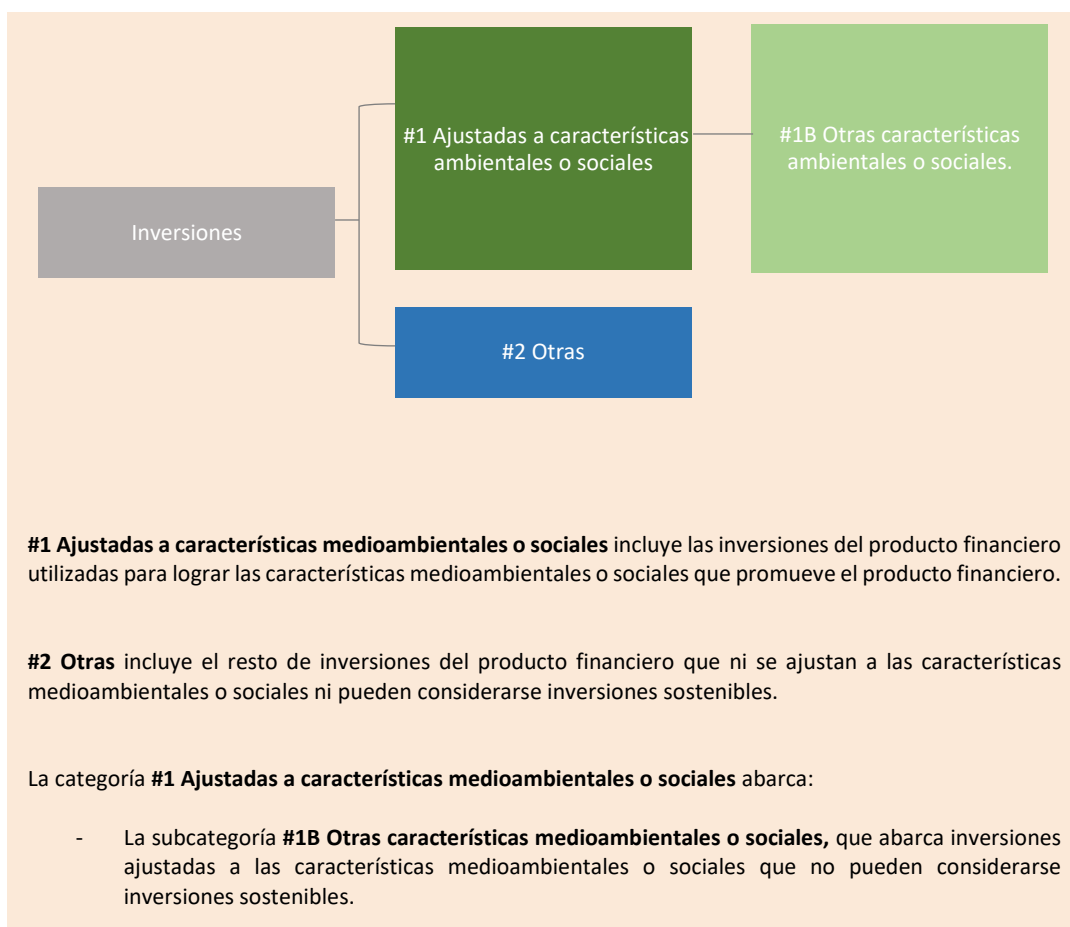 #1 Ajustadas a características
ambientales o sociales
#1B Otras características
ambientales o sociales.
Inversiones
#2 Otras
#1 Ajustadas a características medioambientales o sociales incluye las inversiones del producto financiero
utilizadas para lograr las características medioambientales o sociales que promueve el producto financiero.
#2 Otras incluye el resto de inversiones del producto financiero que ni se ajustan a las características
medioambientales o sociales ni pueden considerarse inversiones sostenibles.
La categoría #1 Ajustadas a características medioambientales o sociales abarca:
- La subcategoría #1B Otras características medioambientales o sociales, que abarca inversiones
ajustadas a las características medioambientales o sociales que no pueden considerarse
inversiones sostenibles.